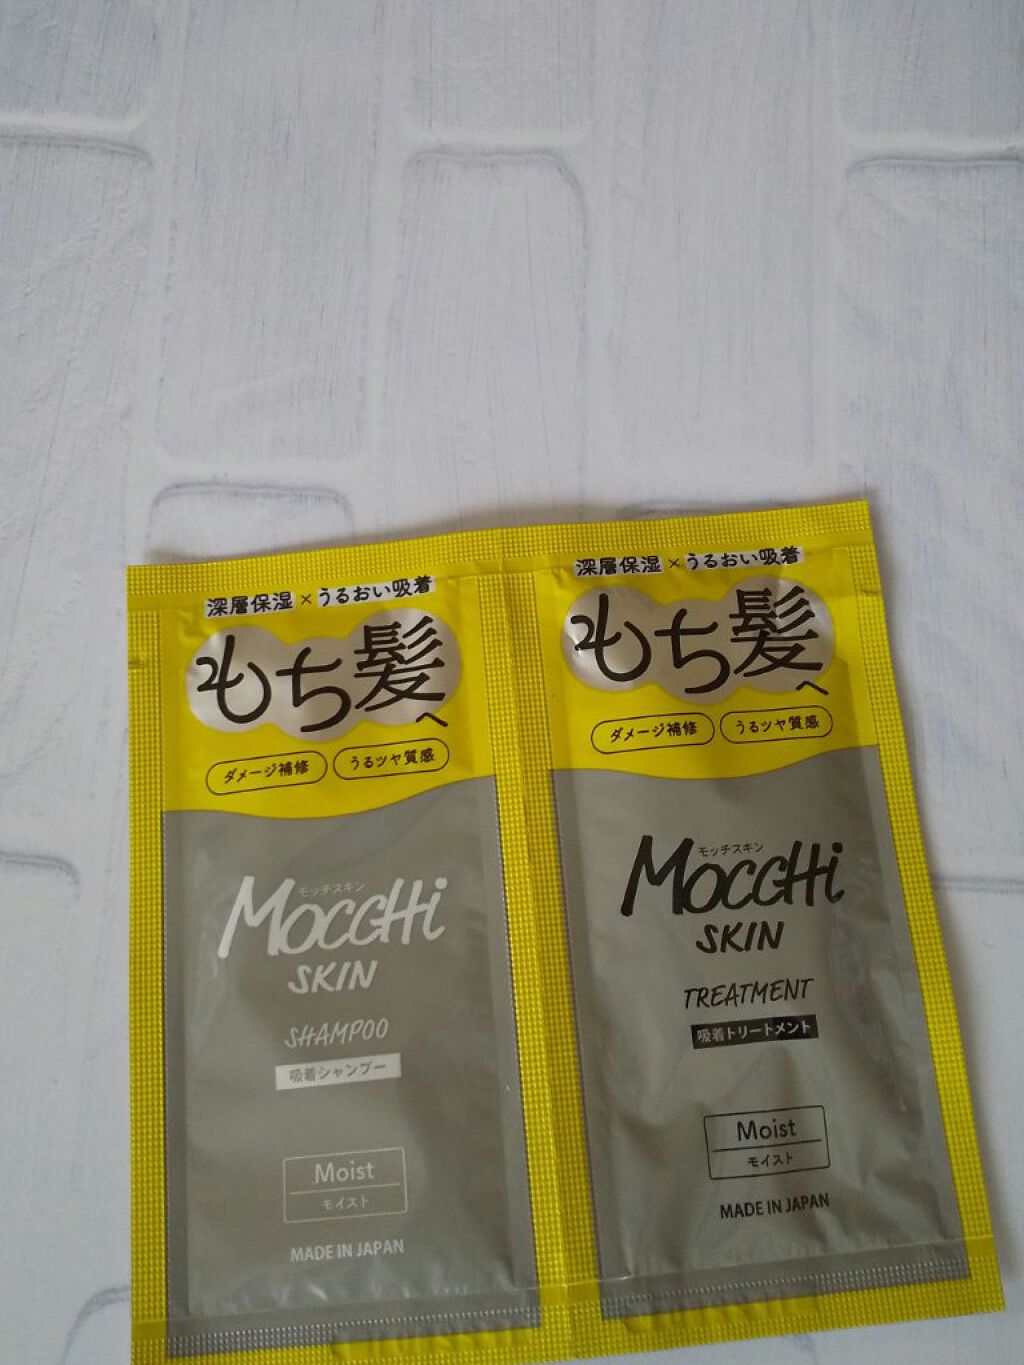 深層保湿×うるおい吸着
もち髪へ
ダメージ補修
うるツヤ質感
モッチスキン
MoccHi
SKIN
SHAMPOO
吸着シャンプー
Moist
モイスト
MADE IN JAPAN
深層保湿×うるおい吸着
もち髪へ
ダメージ補修
うるツヤ質感
モッチスキン
MoccHi
SKIN
TREATMENT
吸着トリートメント
Moist
モイスト
MADE IN JAPAN